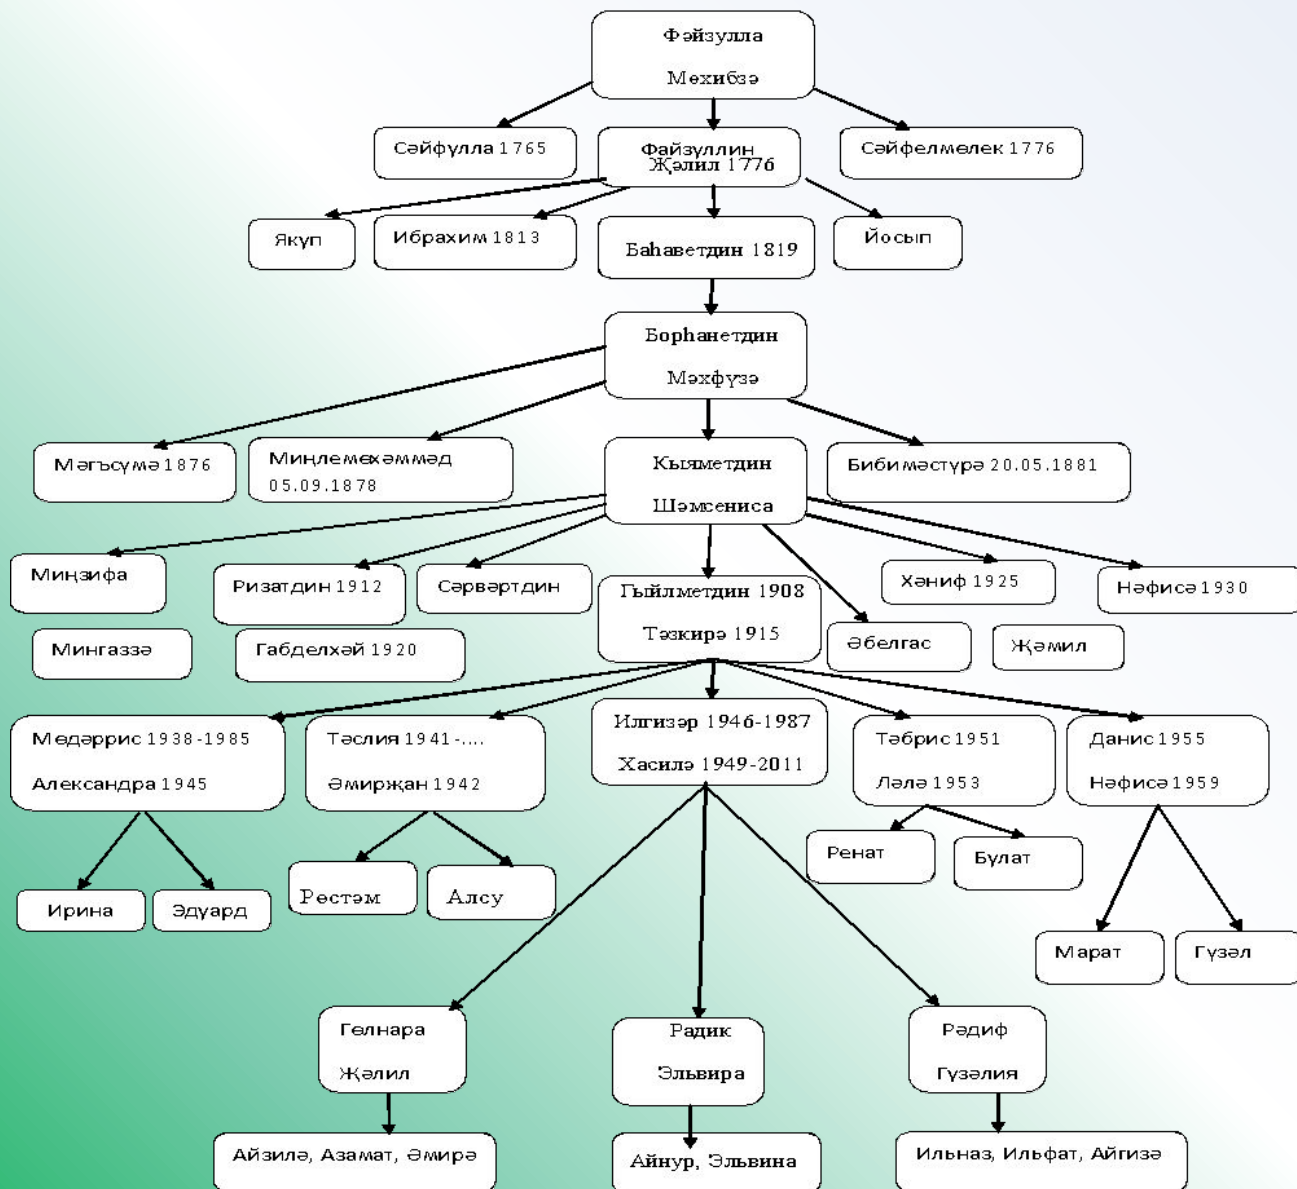 Фәйзулла
Мөхибзә
Сәйфулла 1765
Файзуллин
Җәлил 1776
Сәйфелмөлек 1776
Якуп
Ибрахим 1813
Баһаветдин 1819
Йосып
Борһанетдин
Мәхфүзә
Мәгъсүмә 1876
Миңлемөхәммәд
05.09.1878
Кыяметдин
Шәмсениса
Бибимәстүрә 20.05.1881
Миңзифа
Ризатдин 1912
Сәрвәртдин
Гыйлметдин 1908
Тәзкирә 1915
Хәниф 1925
Нәфисә 1930
Мингаззә
Габделхәй 1920
Әбелгас
Җәмил
Мөдәррис 1938-1985
Александра 1945
Тәслия 1941-....
Әмирҗан 1942
Илгизәр 1946-1987
Хасилә 1949-2011
Тәбрис 1951
Ләлә 1953
Данис 1955
Нәфисә 1959
Ирина
Эдуард
Рөстәм
Алсу
Ренат
Булат
Марат
Гүзәл
Гөлнара
Җәлил
Радик
Эльвира
Рәдиф
Гүзәлия
Айзилә, Азамат, Әмирә
Айнур, Эльвина
Ильназ, Ильфат, Айгизә